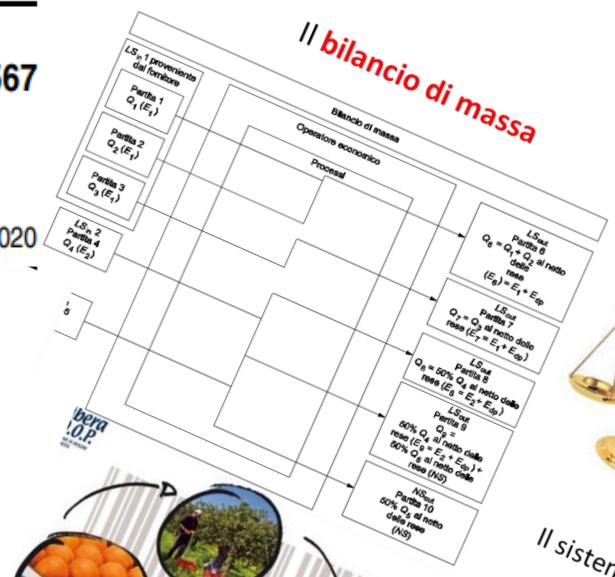 567
020
Il bilancio di massa
LSin 1 proveniente
dal fornitore
Partita 1
Q1 (E1)
Partita 2
Q2 (E1)
Partita 3
Q3 (E1)
LSin 2
Partita 4
Q4 (E2)
5
Bilancio di massa
Operatore economico
Processi
LSout
Partita 6
Q6 = Q1 + Q2 al netto
delle
rese
(E6) = E1 + Edp
LSout
Partita 7
Q7 = Q3 al netto delle
rese (E7 = E1 + Edp)
LSout
Partita 8
Q8 = 50% Q4 al netto delle
rese (E8 = E2 + Edp)
LSout
Partita 9
Q9 =
50% Q4 al netto delle
rese (E9 = E2 + Edp) +
50% Q5 al netto delle
rese (NS)
NSout
Partita 10
50% Q5 al netto
delle rese
(NS)
Il sistem